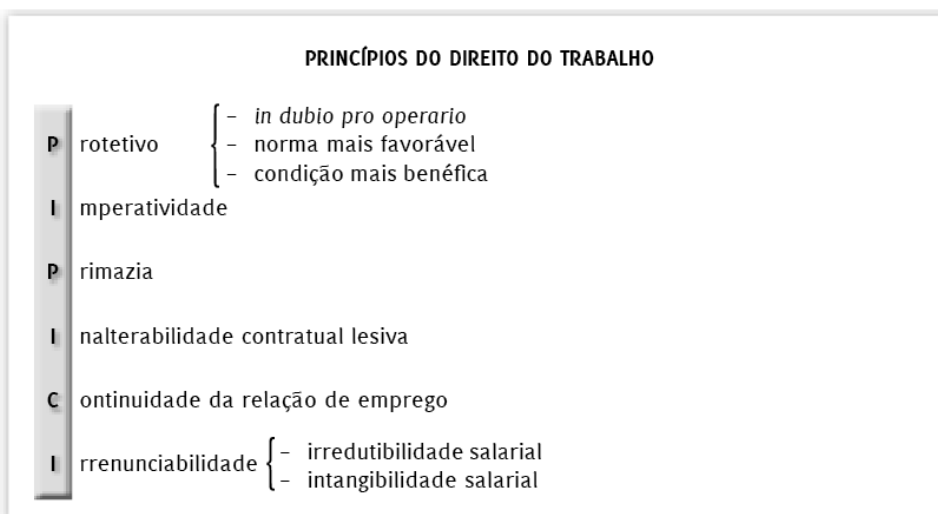 PRINCÍPIOS DO DIREITO DO TRABALHO
– in dubio pro operario
P rotetivo – norma mais favorável
– condição mais benéfica
I mperatividade
P rimazia
I nalterabilidade contratual lesiva
C ontinuidade da relação de emprego
– irredutibilidade salarial
I rrenunciabilidade
– intangibilidade salarial